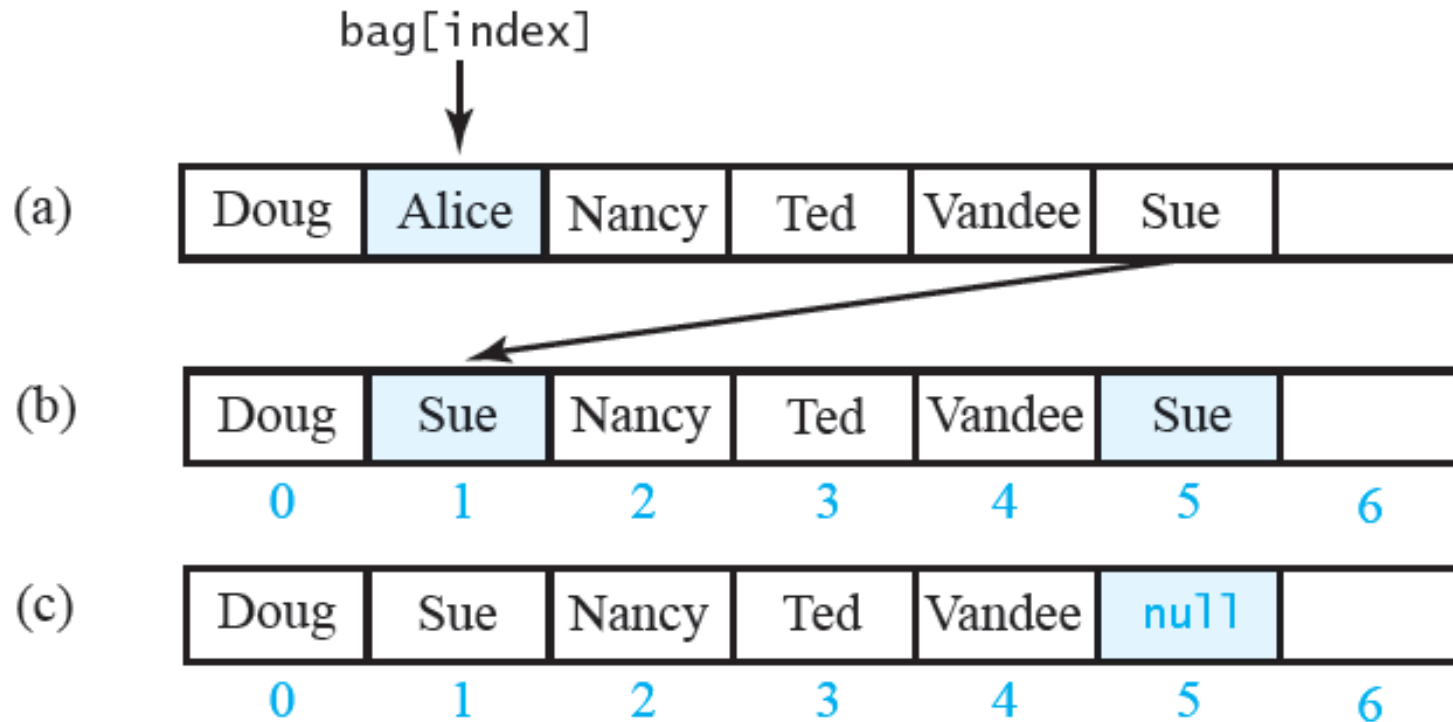 bag[index]
(a) Doug Alice Nancy Ted Vandee Sue
(b) Doug Sue Nancy Ted Vandee Sue
0 1 2 3 4 5 6
(c) Doug Sue Nancy Ted Vandee null
0 1 2 3 4 5 6